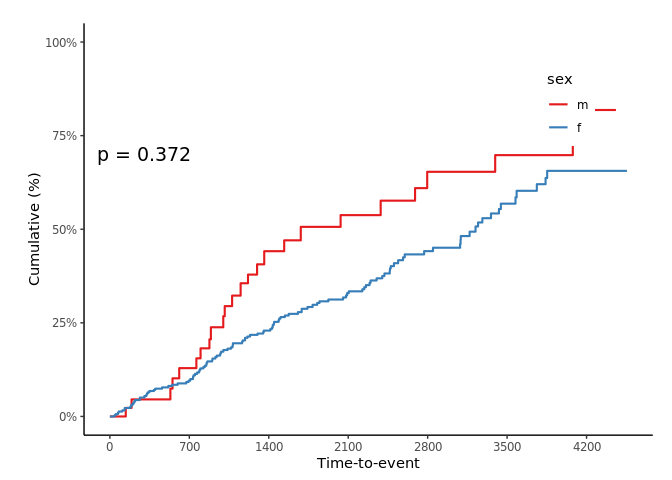 100%
sex
m
f
75%
p = 0.372
50%
25%
0%
Cumulative (%)
0 700 1400 2100 2800 3500 4200
Time-to-event